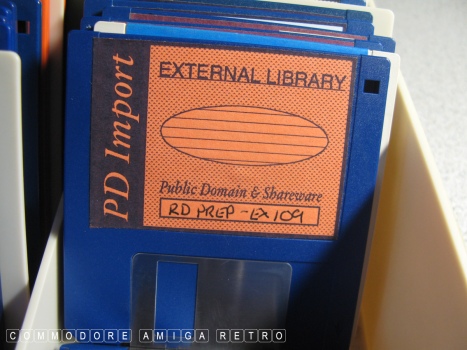 PD Import
EXTERNAL LIBRARY
Public Domain & Shareware
RD PREP - EX109
COMMODORE AMIGA RETRO